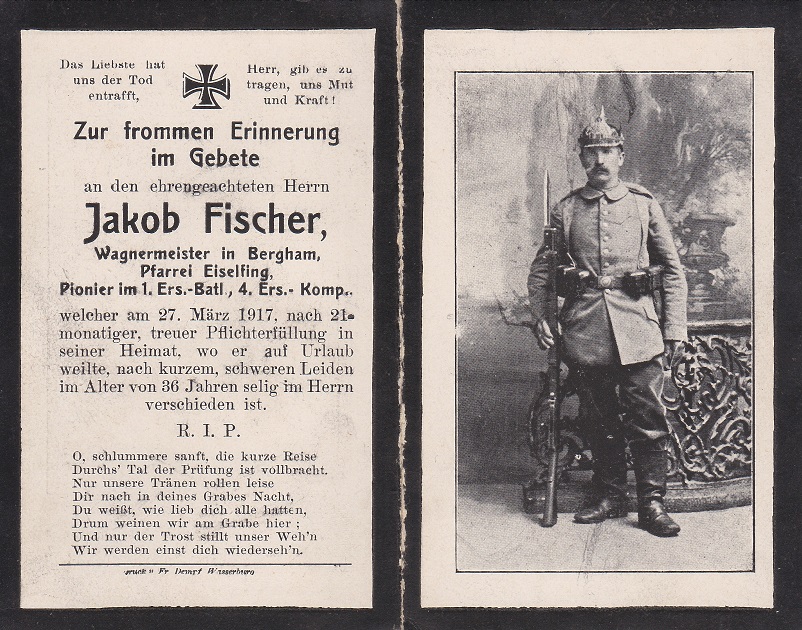 Das Liebste hat
uns der Tod
entrafft,
Herr, gib es zu
tragen, uns Mut
und Kraft!
Zur frommen Erinnerung
im Gebete
an den ehrengeachteten Herrn
Jakob Fischer,
Wagnermeister in Bergham,
Pfarrei Eiselfing,
Pionier im 1. Ers.-Batl., 4. Ers.- Komp..
welcher am 27. März 1917, nach 21-
monatiger, treuer Pflichterfüllung in
seiner Heimat, wo er auf Urlaub
weilte, nach kurzem, schweren Leiden
im Alter von 36 Jahren selig im Herrn
verschieden ist.
R. I. P.
O, schlummere sanft, die kurze Reise
Durchs' Tal der Prüfung ist vollbracht.
Nur unsere Tränen rollen leise
Dir nach in deines Grabes Nacht,
Du weißt, wie lieb dich alle hatten,
Drum weinen wir am Grabe hier;
Und nur der Trost stillt unser Weh'n
Wir werden einst dich wiederseh'n.
Druck v. Fr. Dempf Wasserburg